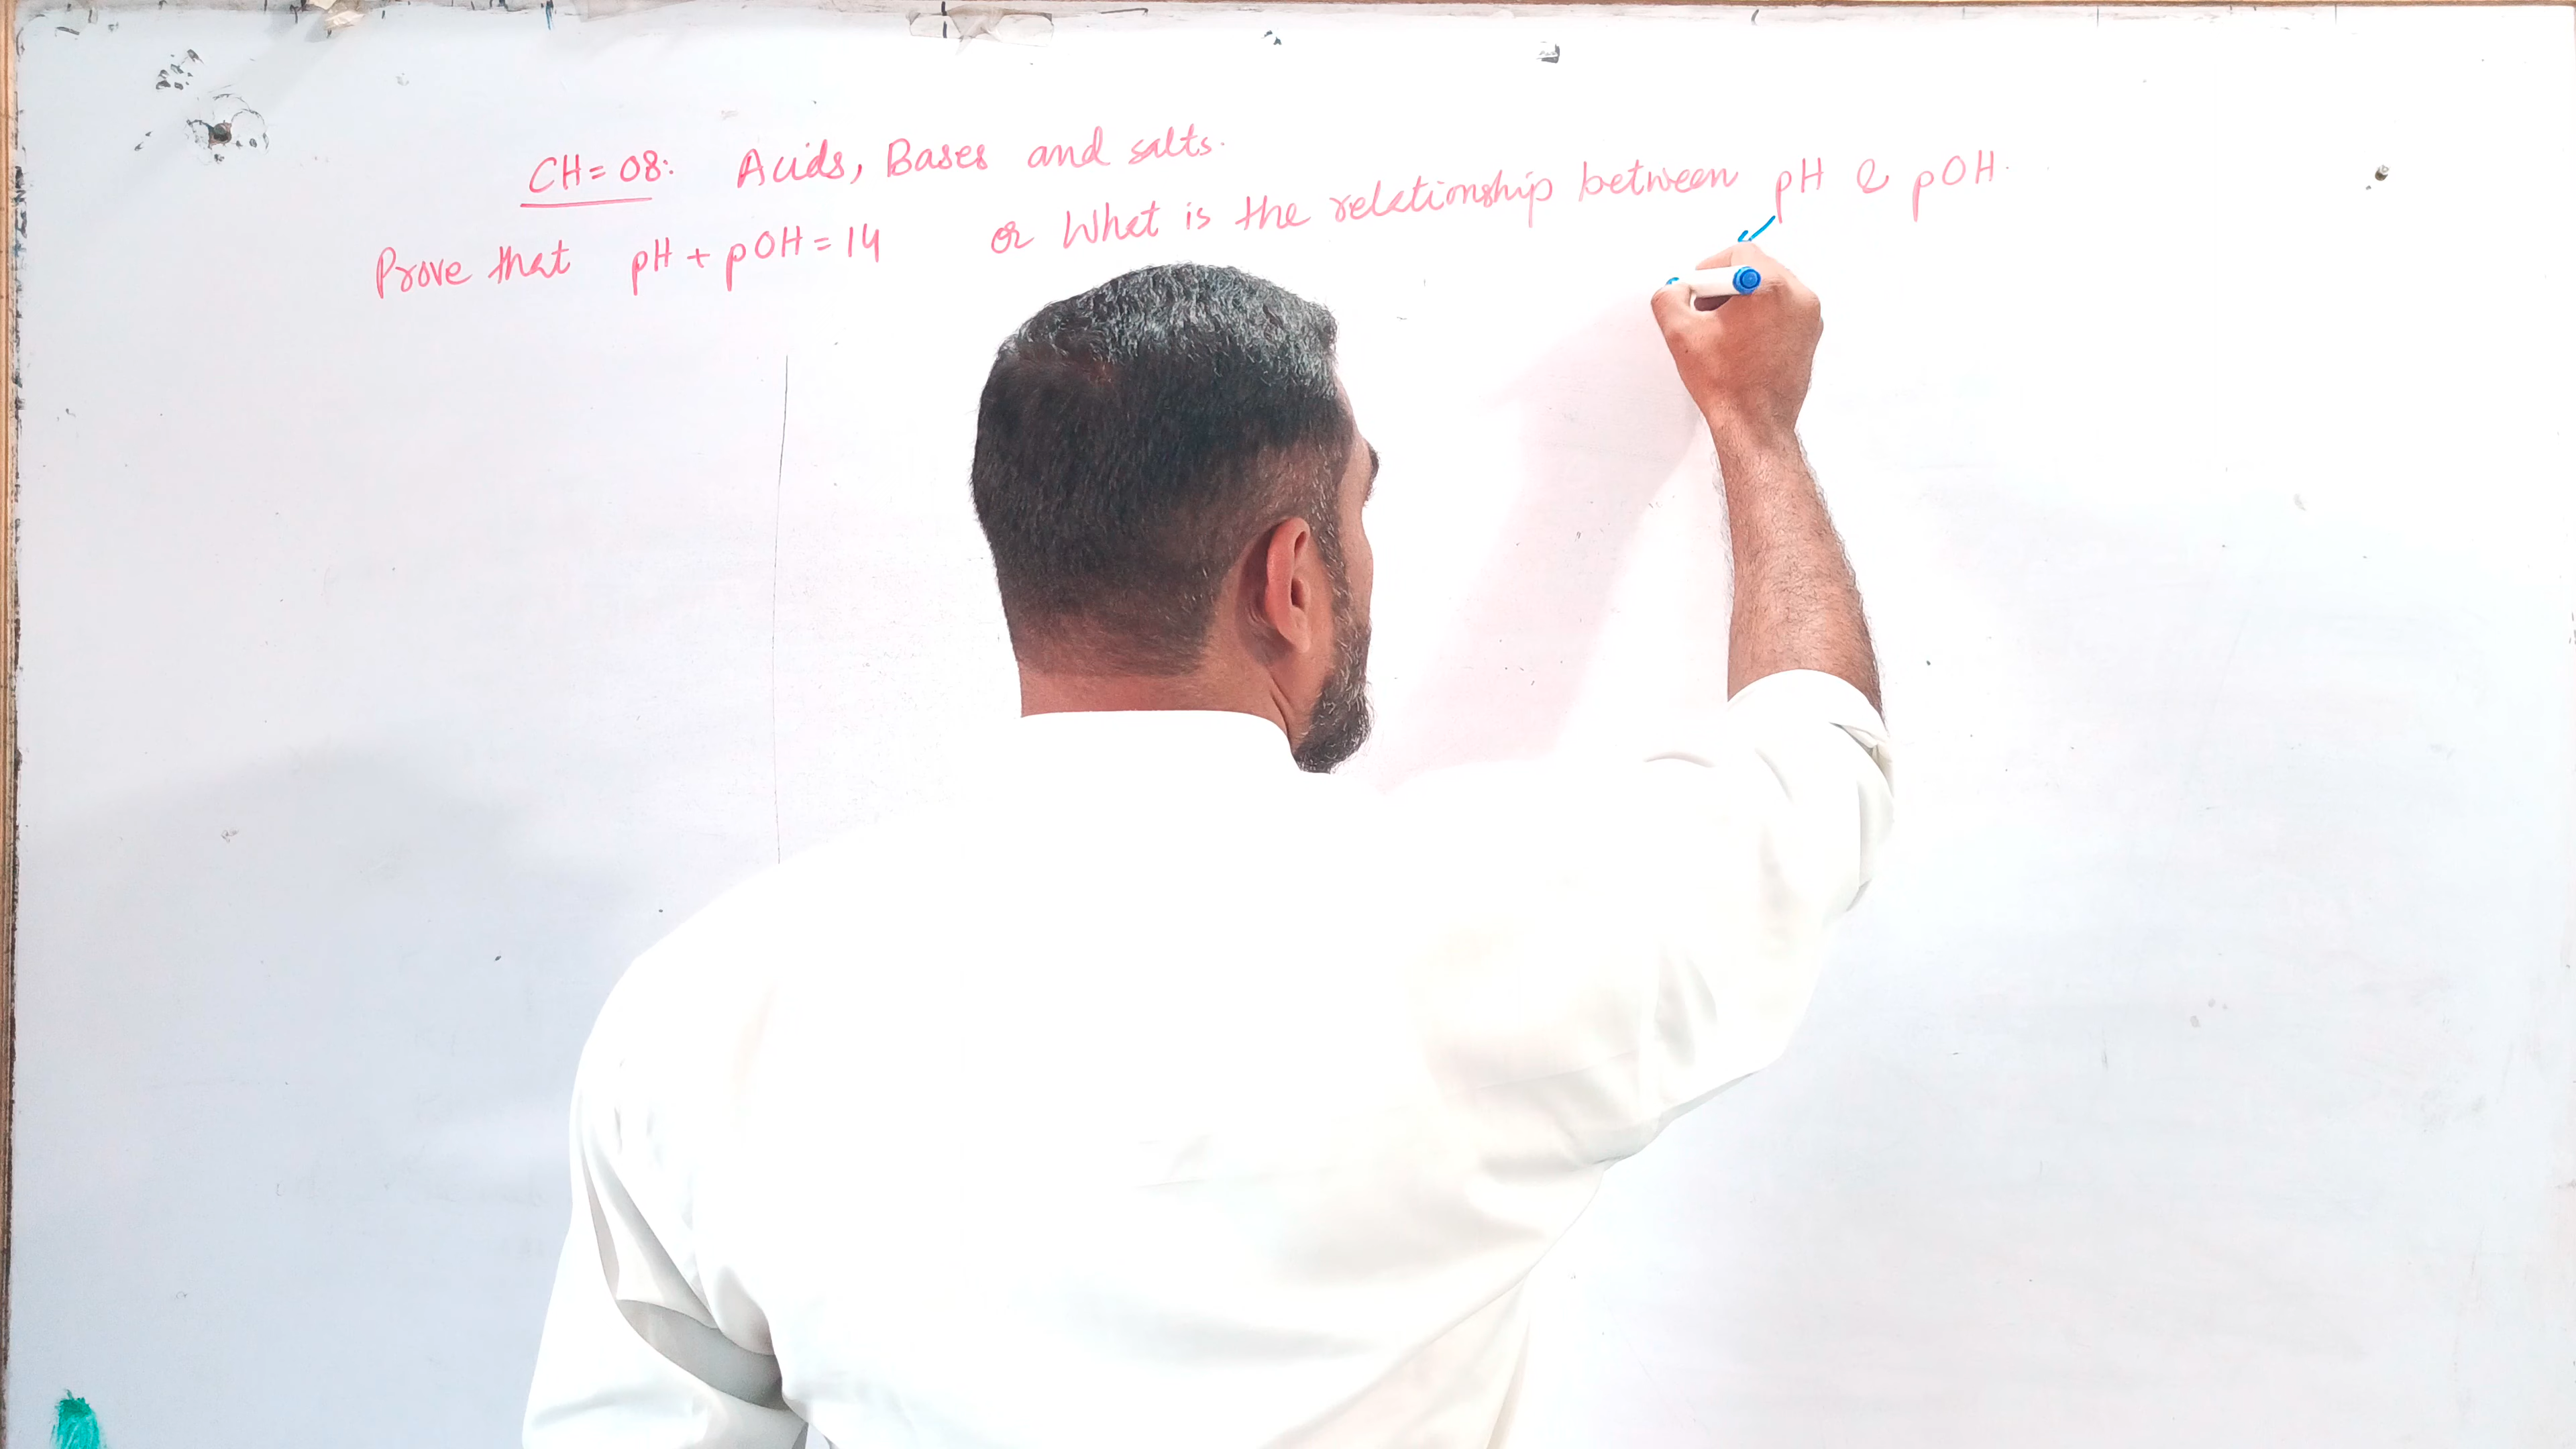 CH=08: Acids, Bases and salts.
Prove that pH + pOH = 14 or What is the relationship between pH & pOH.